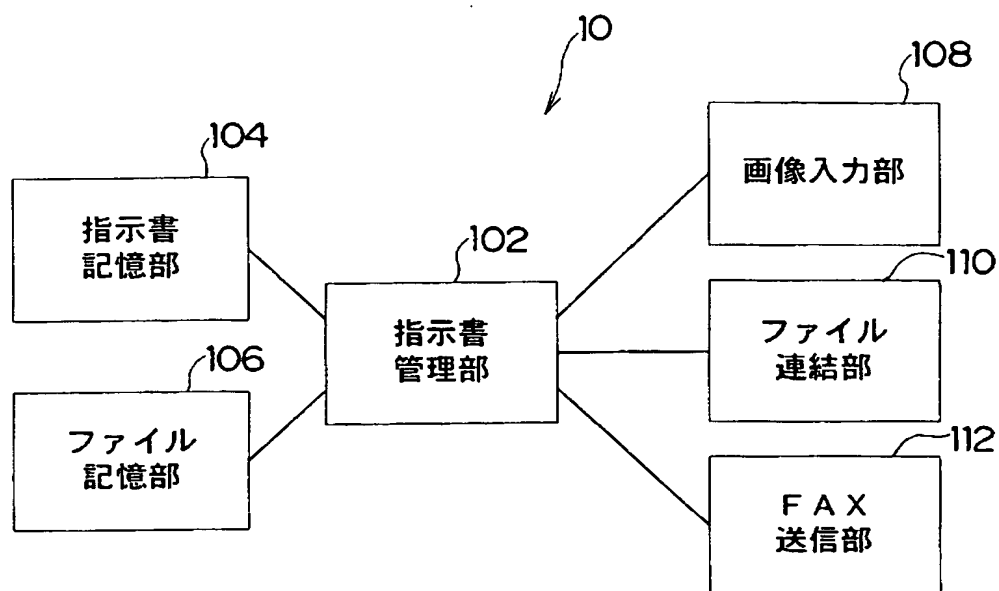 10
108
画像入力部
104
指示書
記憶部
102
指示書
管理部
110
ファイル
連結部
106
ファイル
記憶部
112
FAX
送信部